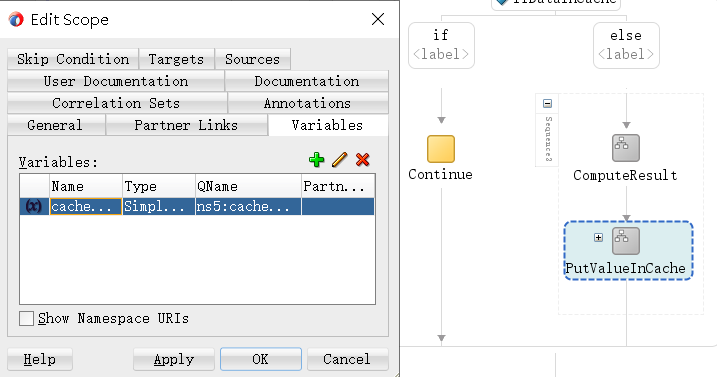 Edit Scope
Skip Condition Targets Sources
User Documentation Documentation
Correlation Sets Annotations
General Partner Links Variables
Variables:
Name Type QName Partn...
(x) cache... Simpl... ns5:cache...
Show Namespace URIs
Help Apply OK Cancel
IfDataInCache
if
<label>
else
<label>
Sequence2
Continue
ComputeResult
PutValueInCache